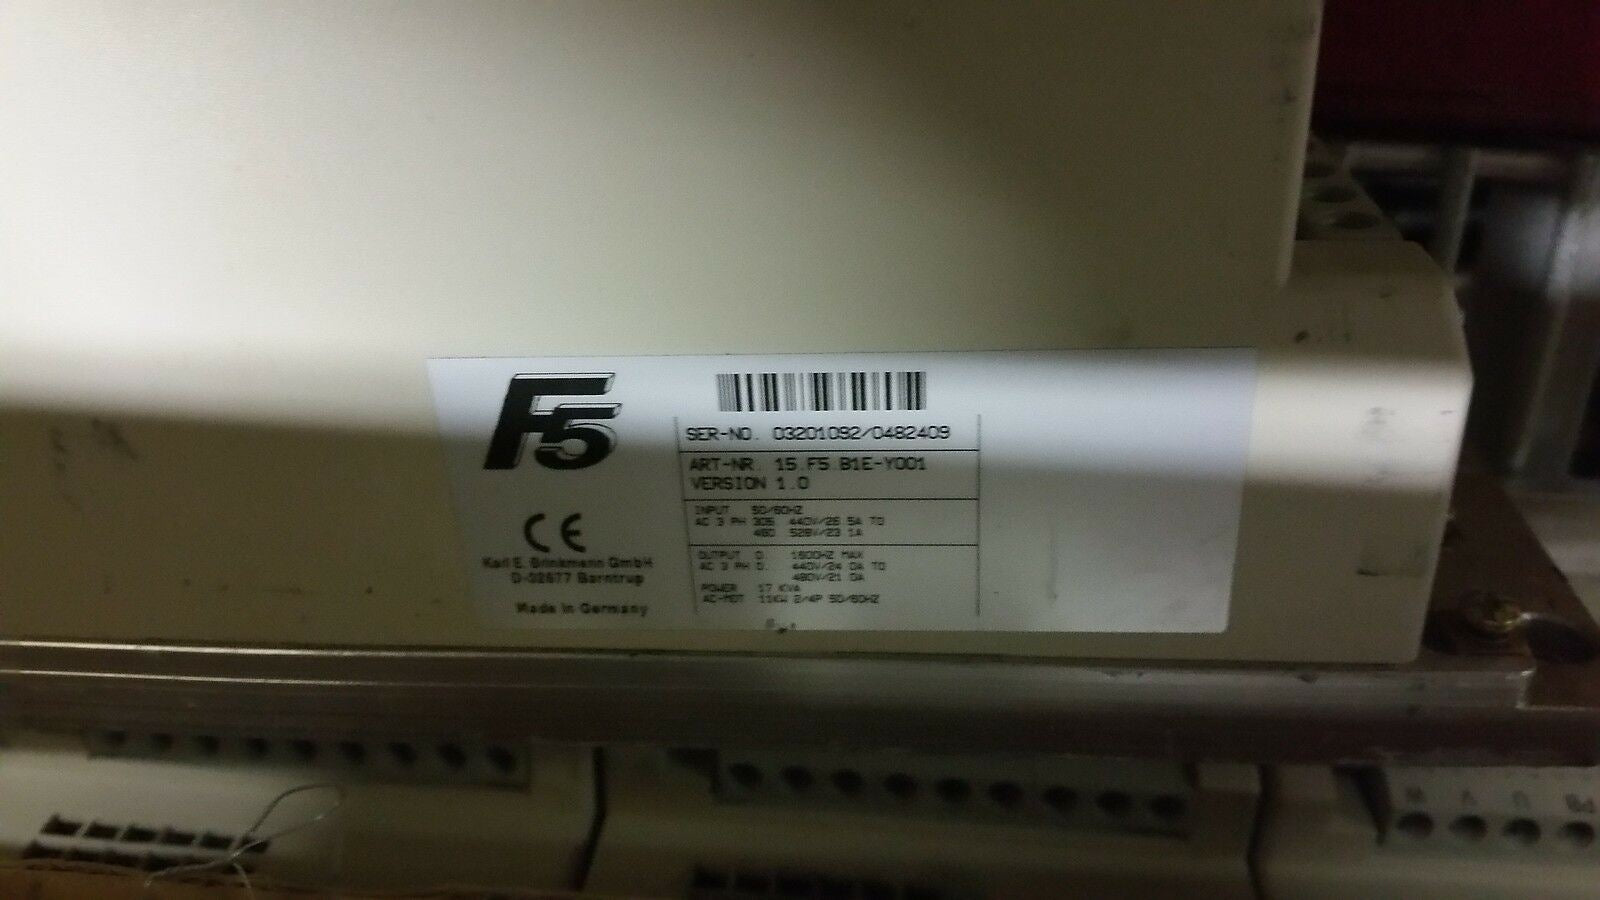 F5
SER-NO. 03201092/0482409
ART-NR. 15.F5.B1E-Y001
VERSION 1.0
INPUT 50/60HZ
AC 3 PH 305 440V/26.5A TO
460 528V/23.1A
OUTPUT 0. 1600HZ MAX
AC 3 PH 0. 440V/24.0A TO
480V/21.0A
POWER 17 KVA
AC-MOT 11KW 2/4P 50/60HZ
CE
Karl E. Brinkmann GmbH
D-32677 Barntrup
Made in Germany
W V U PB